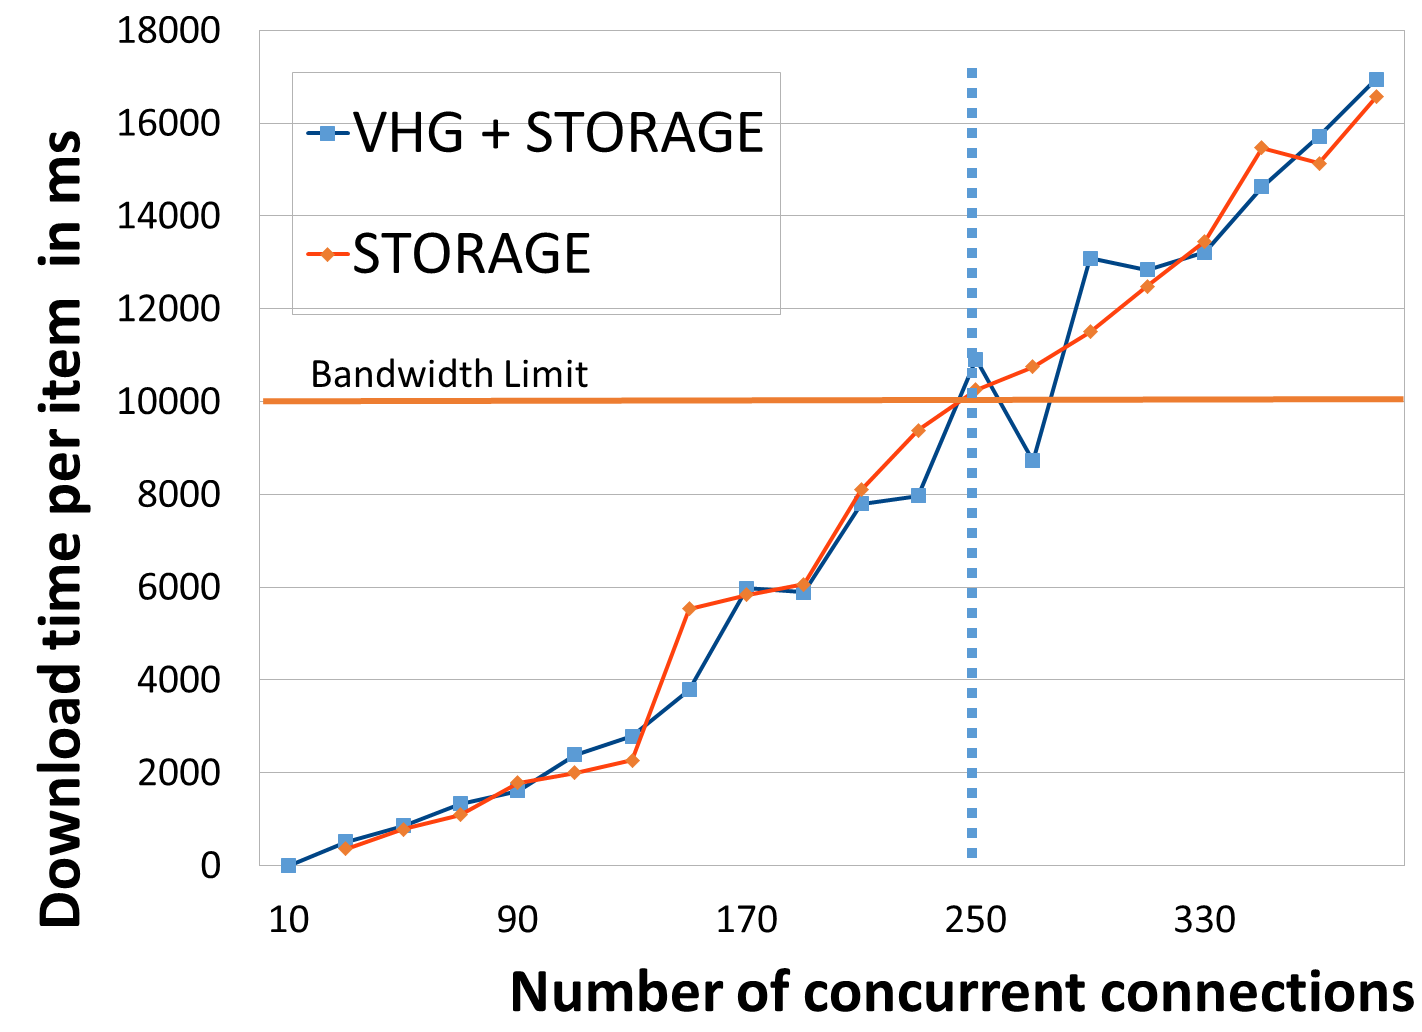 18000
16000
14000
12000
10000
8000
6000
4000
2000
0
Download time per item in ms
VHG + STORAGE
STORAGE
Bandwidth Limit
10 90 170 250 330
Number of concurrent connections